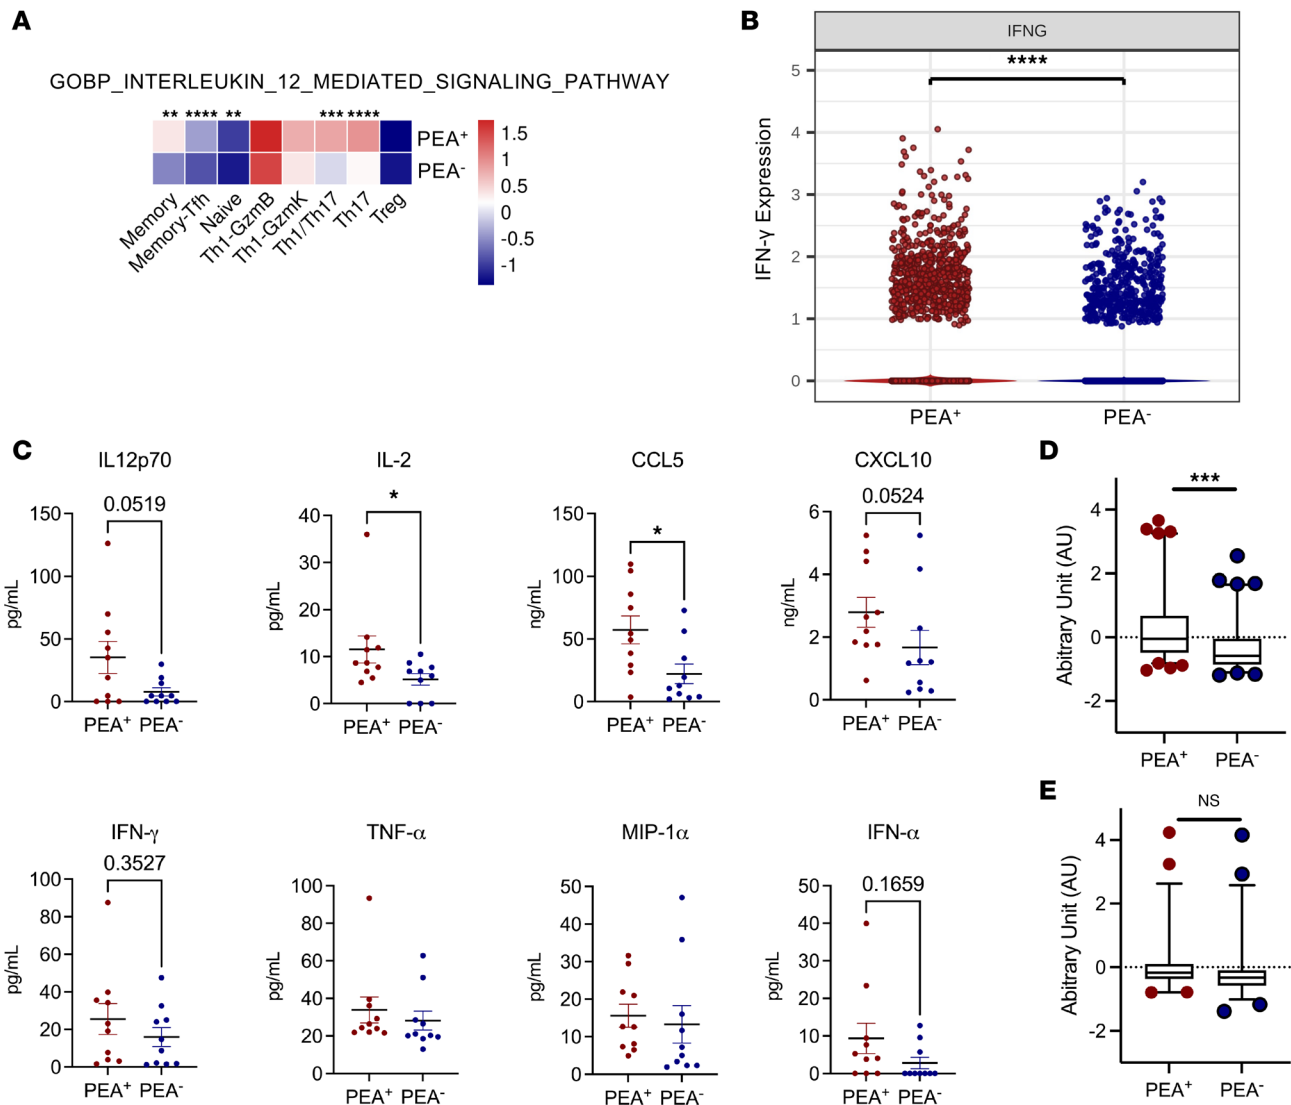 A
GOBP_INTERLEUKIN_12_MEDIATED_SIGNALING_PATHWAY
** **** ** *** ****
PEA+
PEA-
Memory
Memory-Tfh
Naive
Th1-GzmB
Th1-GzmK
Th1/Th17
Th17
Treg
1.5
1
0.5
0
-0.5
-1
B
IFNG
****
IFN-γ Expression
5
4
3
2
1
0
PEA+ PEA-
C
IL12p70
0.0519
pg/mL
150
100
50
0
PEA+ PEA-
IL-2
*
pg/mL
40
30
20
10
0
PEA+ PEA-
CCL5
*
ng/mL
150
100
50
0
PEA+ PEA-
CXCL10
0.0524
ng/mL
6
4
2
0
PEA+ PEA-
D
***
Abitrary Unit (AU)
4
2
0
-2
PEA+ PEA-
IFN-γ
0.3527
pg/mL
100
80
60
40
20
0
PEA+ PEA-
TNF-α
pg/mL
100
80
60
40
20
0
PEA+ PEA-
MIP-1α
pg/mL
50
40
30
20
10
0
PEA+ PEA-
IFN-α
0.1659
pg/mL
50
40
30
20
10
0
PEA+ PEA-
E
NS
Abitrary Unit (AU)
4
2
0
-2
PEA+ PEA-